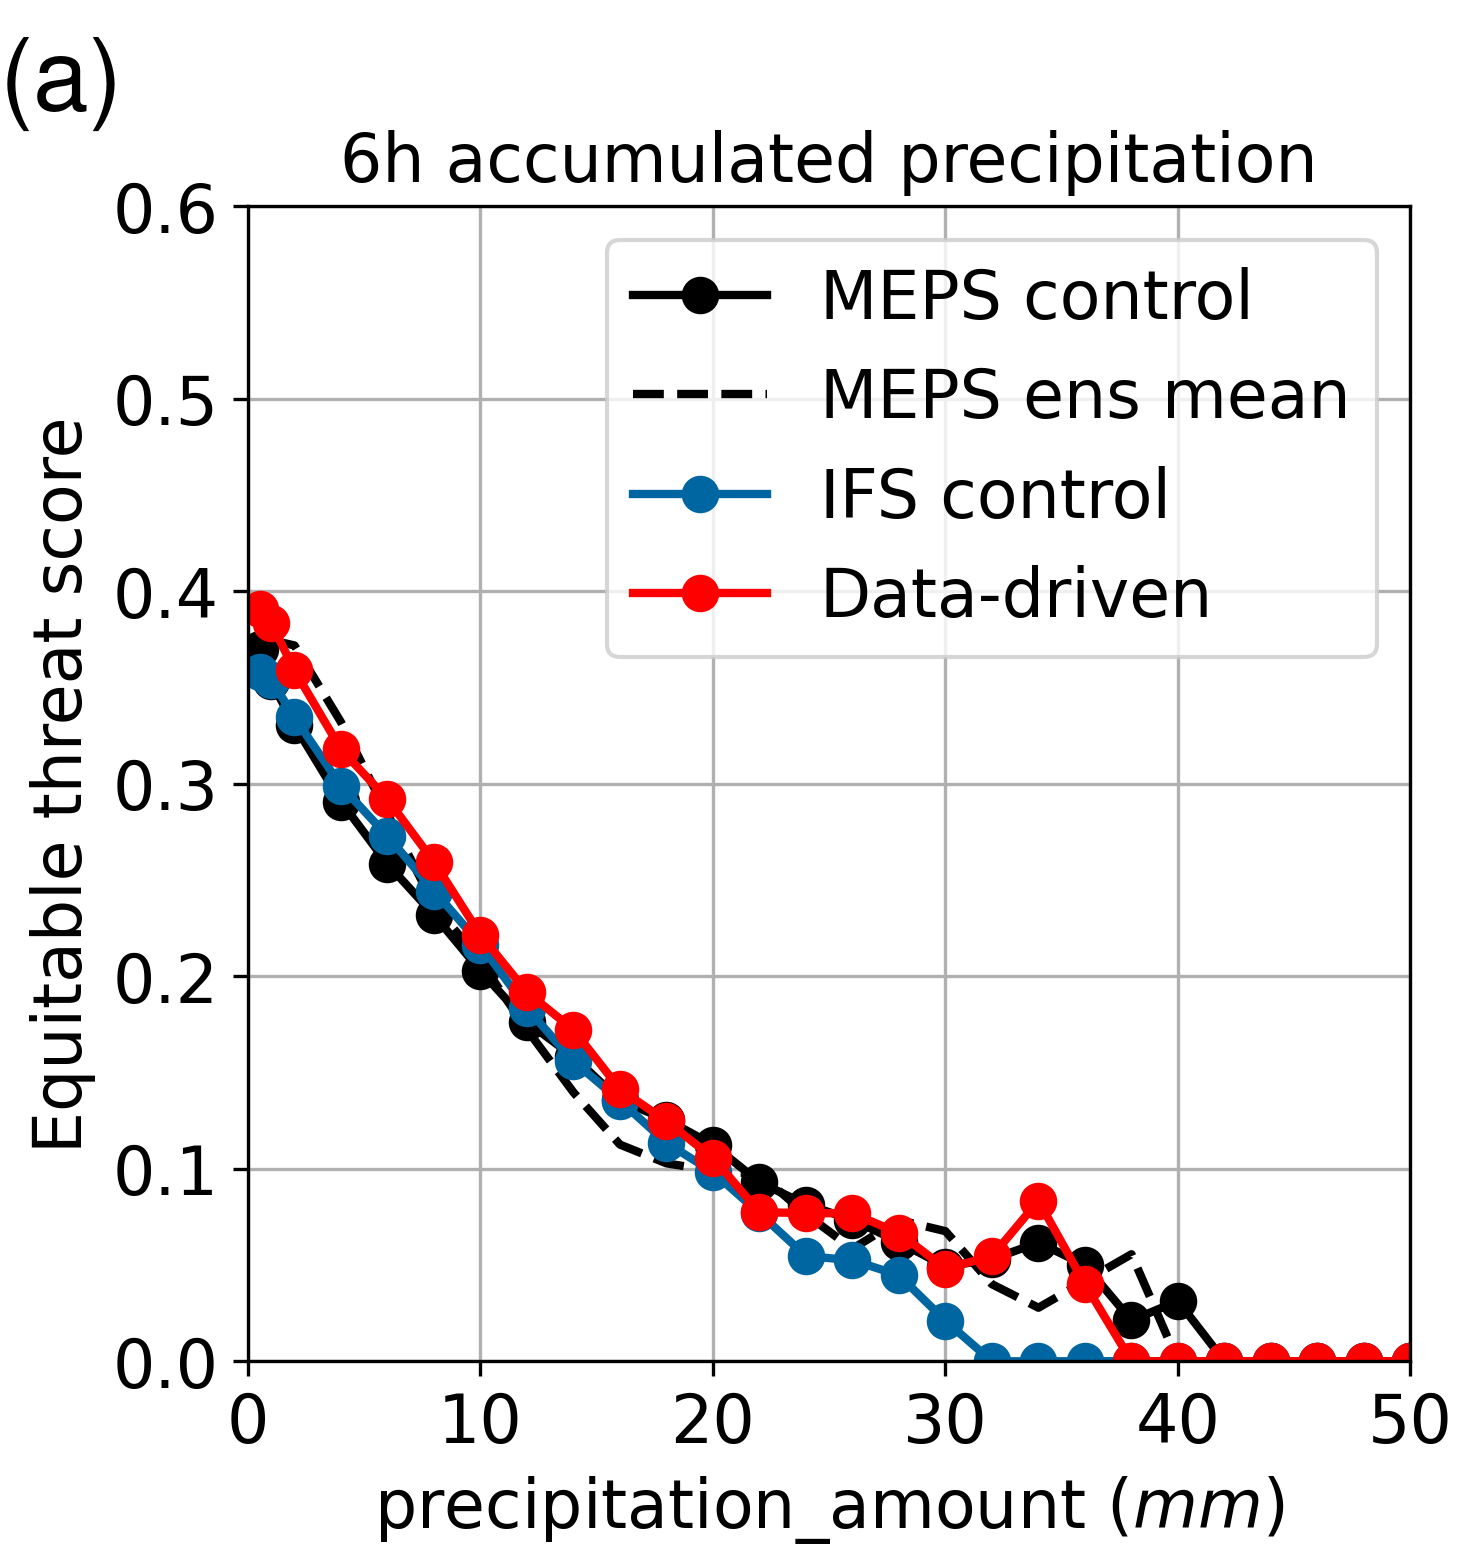 (a)
6h accumulated precipitation
0.6
0.5
0.4
0.3
0.2
0.1
0.0
Equitable threat score
MEPS control
MEPS ens mean
IFS control
Data-driven
0 10 20 30 40 50
precipitation_amount (mm)